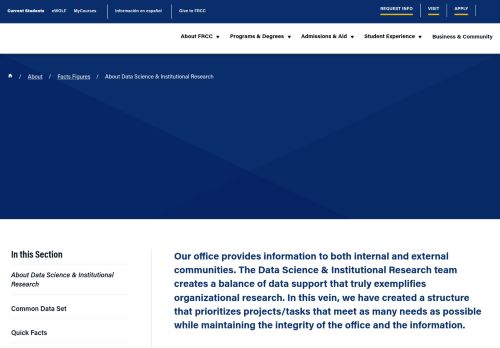 Current Students eWOLF MyCourses Información en español Give to FRCC REQUEST INFO VISIT APPLY
About FRCC Programs & Degrees Admissions & Aid Student Experience Business & Community
/ About / Facts Figures / About Data Science & Institutional Research
In this Section
About Data Science & Institutional
Research
Common Data Set
Quick Facts
Our office provides information to both internal and external
communities. The Data Science & Institutional Research team
creates a balance of data support that truly exemplifies
organizational research. In this vein, we have created a structure
that prioritizes projects/tasks that meet as many needs as possible
while maintaining the integrity of the office and the information.